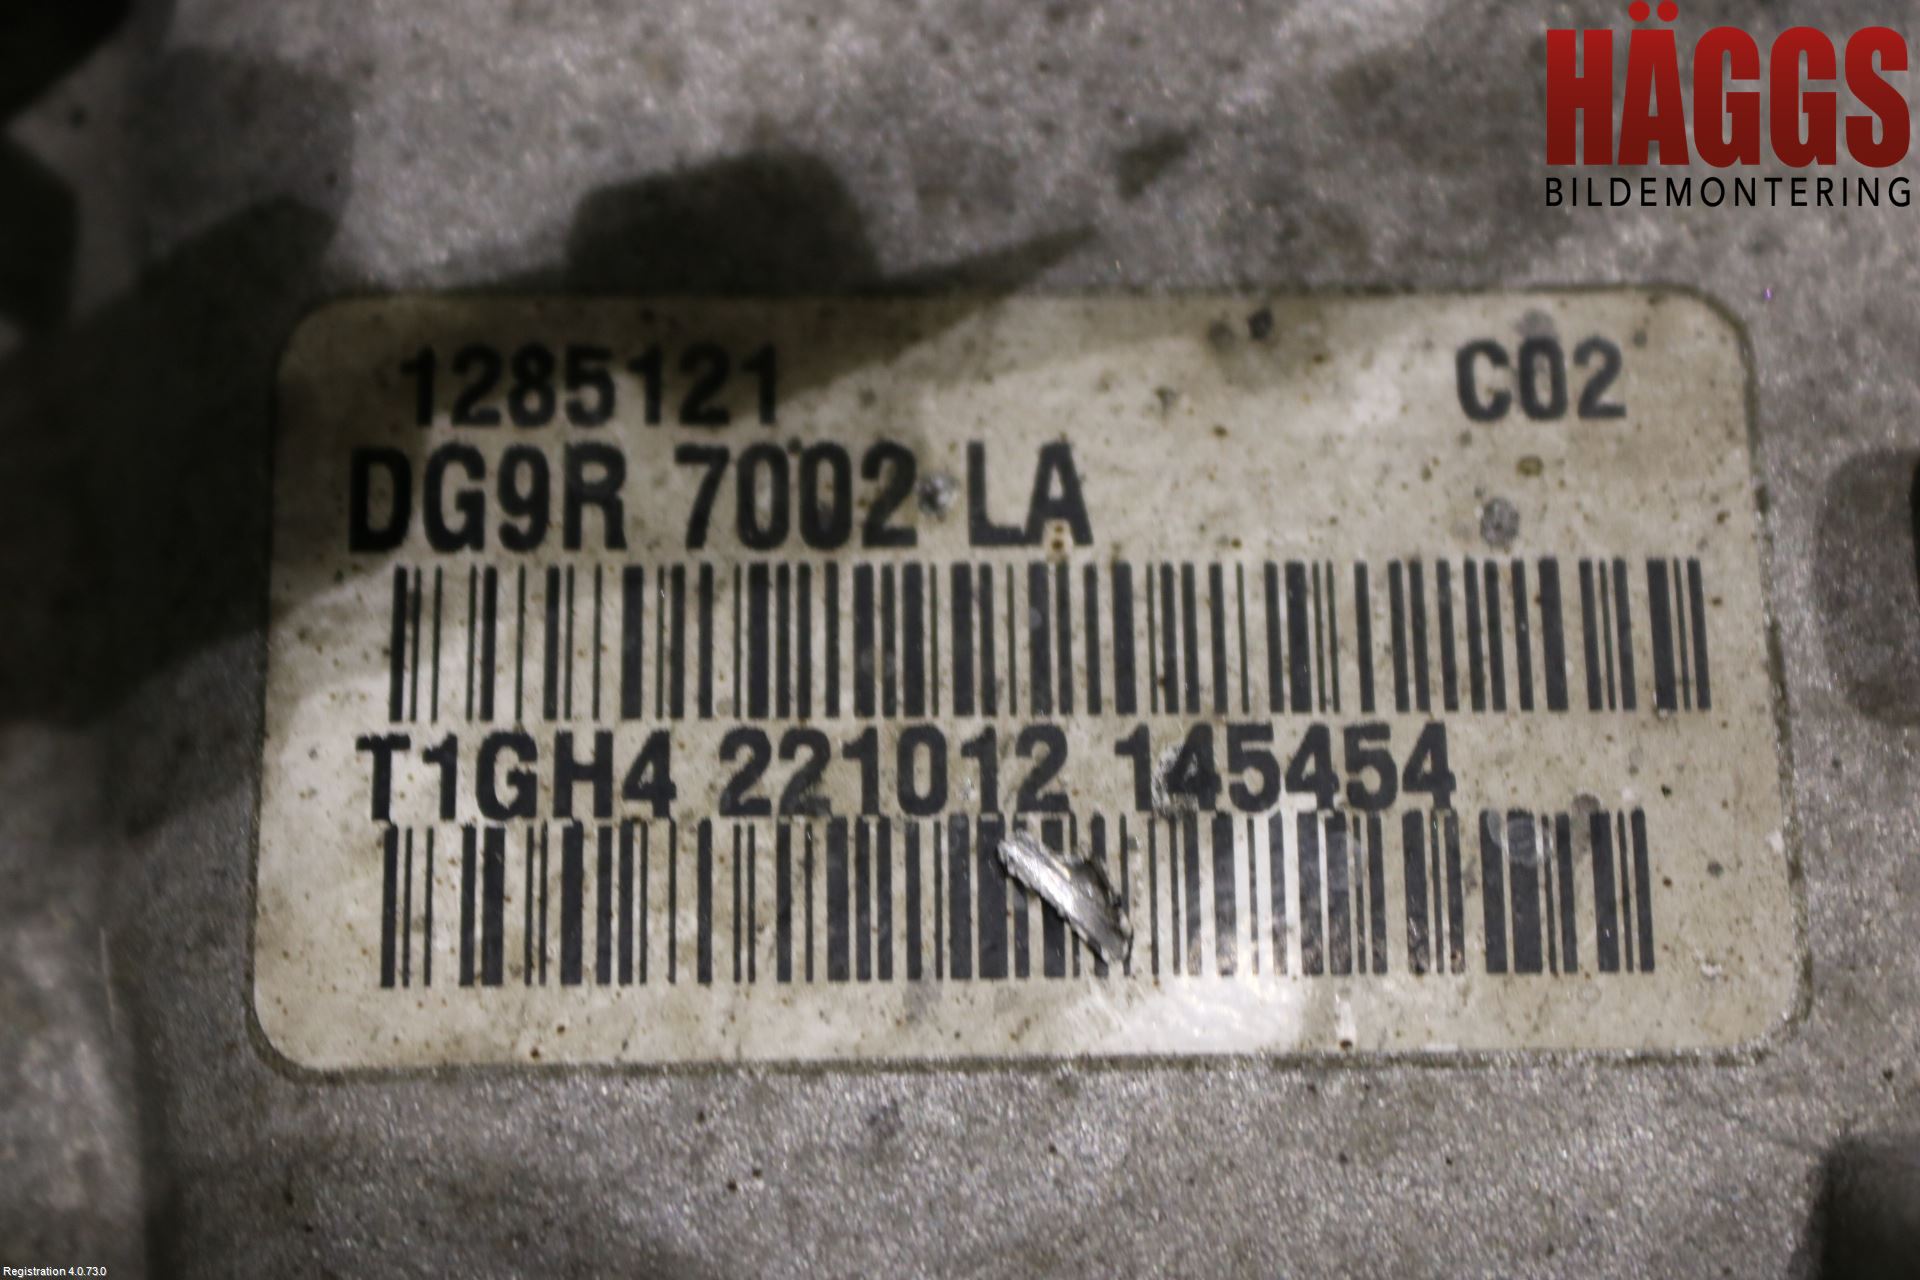 HÄGGS
BILDEMONTERING
1285121 C02
DG9R 7002 LA
T1GH4 221012 145454
Registration 4.0.73.0